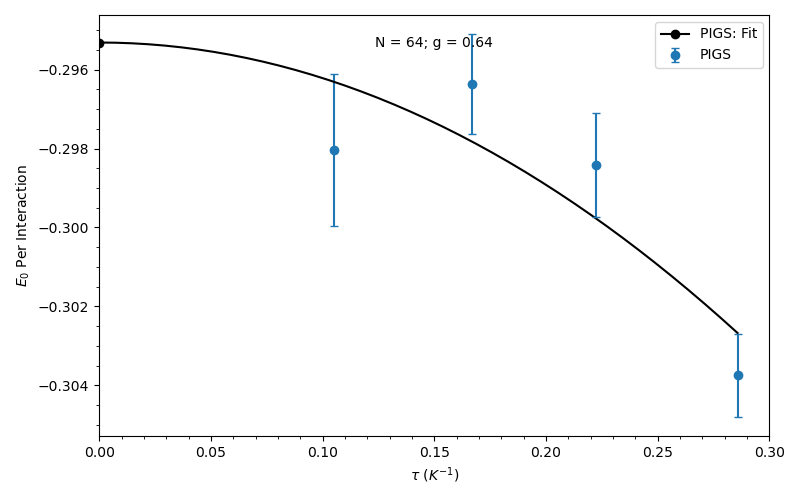 N = 64; g = 0.64
PIGS: Fit
PIGS
−0.296
−0.298
−0.300
−0.302
−0.304
E₀ Per Interaction
0.00 0.05 0.10 0.15 0.20 0.25 0.30
τ (K⁻¹)